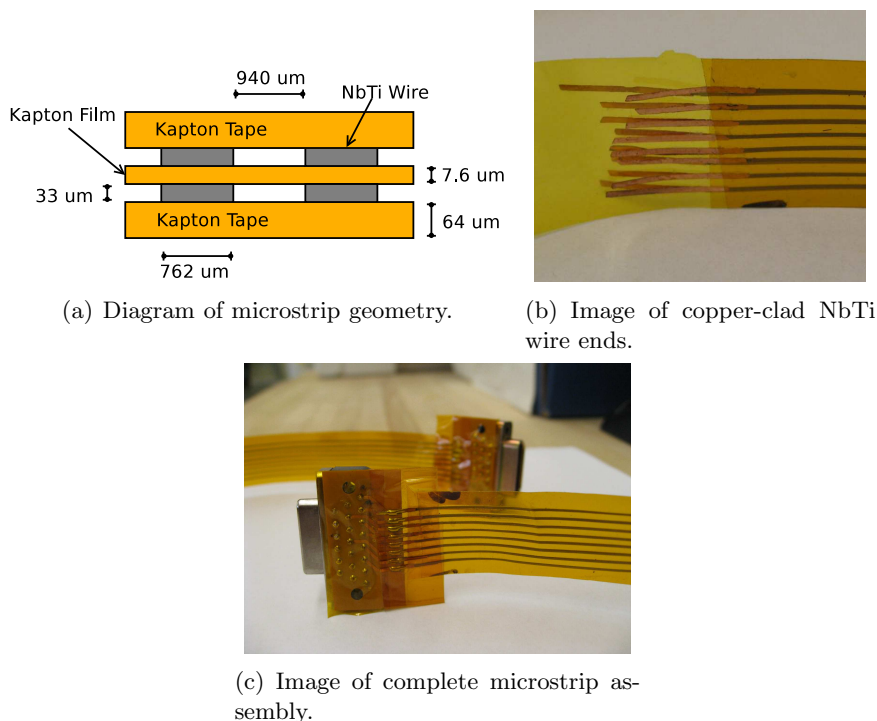 940 um
NbTi Wire
Kapton Film
Kapton Tape
7.6 um
33 um
Kapton Tape
64 um
762 um
(a) Diagram of microstrip geometry.
(b) Image of copper-clad NbTi
wire ends.
(c) Image of complete microstrip as-
sembly.